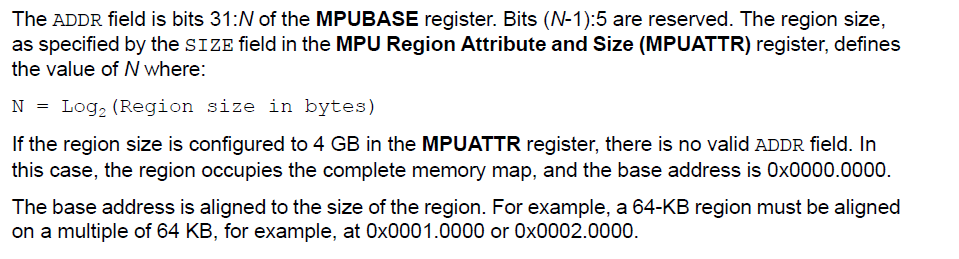 The ADDR field is bits 31:N of the MPUBASE register. Bits (N-1):5 are reserved. The region size,
as specified by the SIZE field in the MPU Region Attribute and Size (MPUATTR) register, defines
the value of N where:
N = Log₂(Region size in bytes)
If the region size is configured to 4 GB in the MPUATTR register, there is no valid ADDR field. In
this case, the region occupies the complete memory map, and the base address is 0x0000.0000.
The base address is aligned to the size of the region. For example, a 64-KB region must be aligned
on a multiple of 64 KB, for example, at 0x0001.0000 or 0x0002.0000.